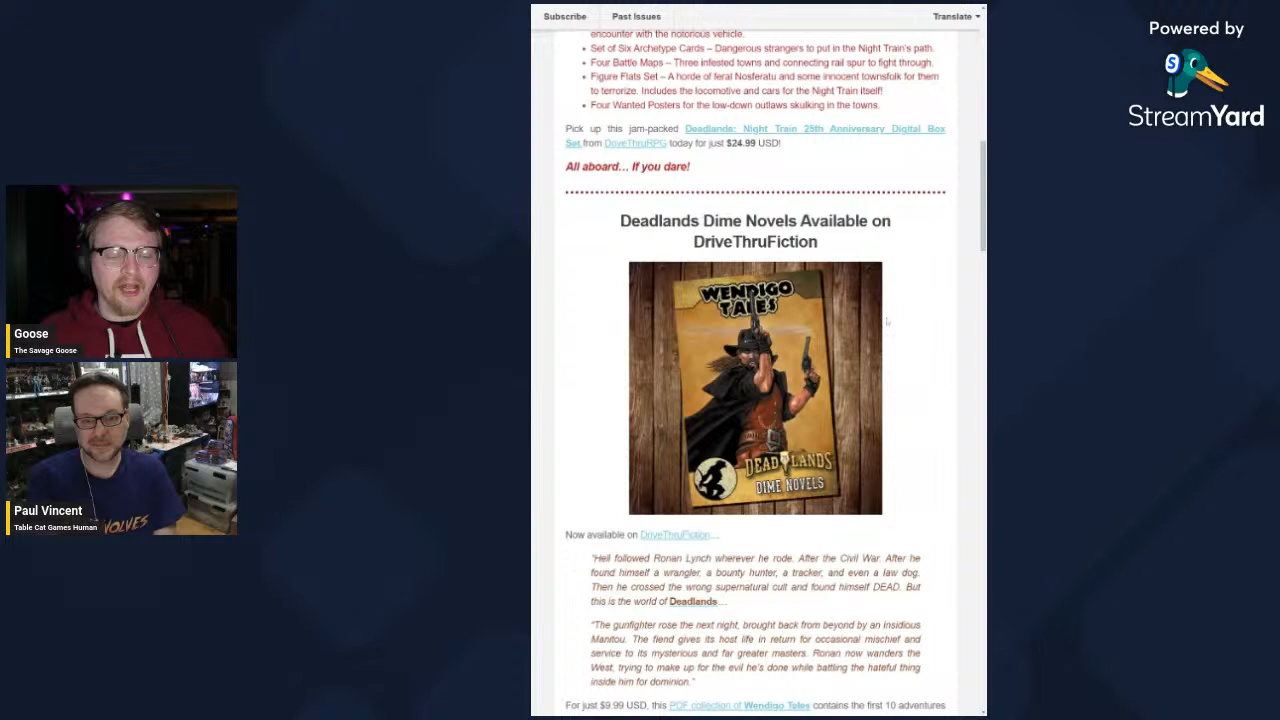 Subscribe
Past Issues
Translate
encounter with the notorious vehicle.
Set of Six Archetype Cards – Dangerous strangers to put in the Night Train's path.
Four Battle Maps – Three infested towns and connecting rail spur to fight through.
Figure Flats Set – A horde of feral Nosferatu and some innocent townsfolk for them
to terrorize. Includes the locomotive and cars for the Night Train itself!
Four Wanted Posters for the low-down outlaws skulking in the towns.
Pick up this jam-packed Deadlands: Night Train 25th Anniversary Digital Box
Set from DriveThruRPG today for just $24.99 USD!
All aboard… If you dare!
Deadlands Dime Novels Available on
DriveThruFiction
WENDIGO
TALES
DEADLANDS
DIME NOVELS
Now available on DriveThruFiction…
"Hell followed Ronan Lynch wherever he rode. After the Civil War. After he
found himself a wrangler, a bounty hunter, a tracker, and even a law dog.
Then he crossed the wrong supernatural cult and found himself DEAD. But
this is the world of Deadlands…
"The gunfighter rose the next night, brought back from beyond by an insidious
Manitou. The fiend gives its host life in return for occasional mischief and
service to its mysterious and far greater masters. Ronan now wanders the
West, trying to make up for the evil he's done while battling the hateful thing
inside him for dominion."
For just $9.99 USD, this PDF collection of Wendigo Tales contains the first 10 adventures
Goose
The Savage Goose
Paul Vincent
Table Cat Games Human
WOLVES
Powered by
S
StreamYard